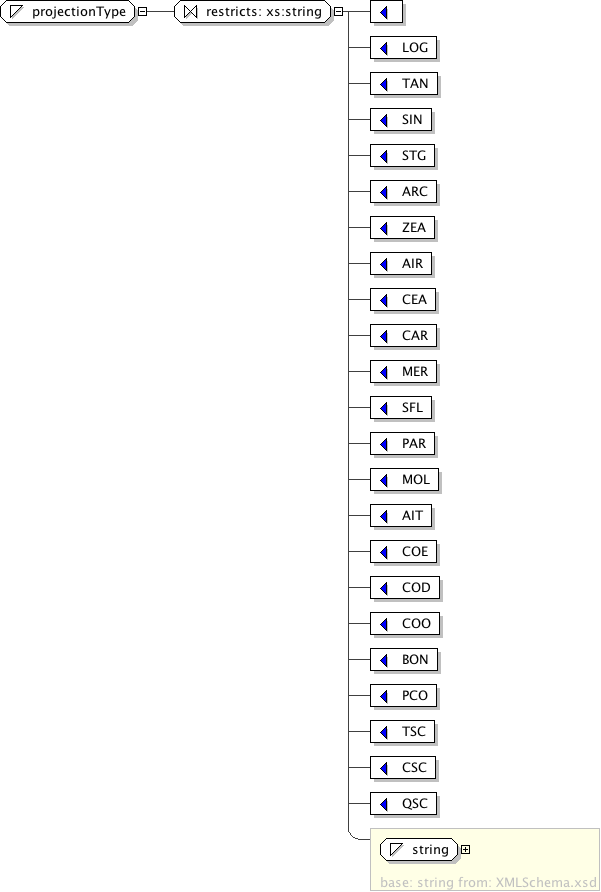 projectionType restricts: xs:string
LOG
TAN
SIN
STG
ARC
ZEA
AIR
CEA
CAR
MER
SFL
PAR
MOL
AIT
COE
COD
COO
BON
PCO
TSC
CSC
QSC
string
base: string from: XMLSchema.xsd